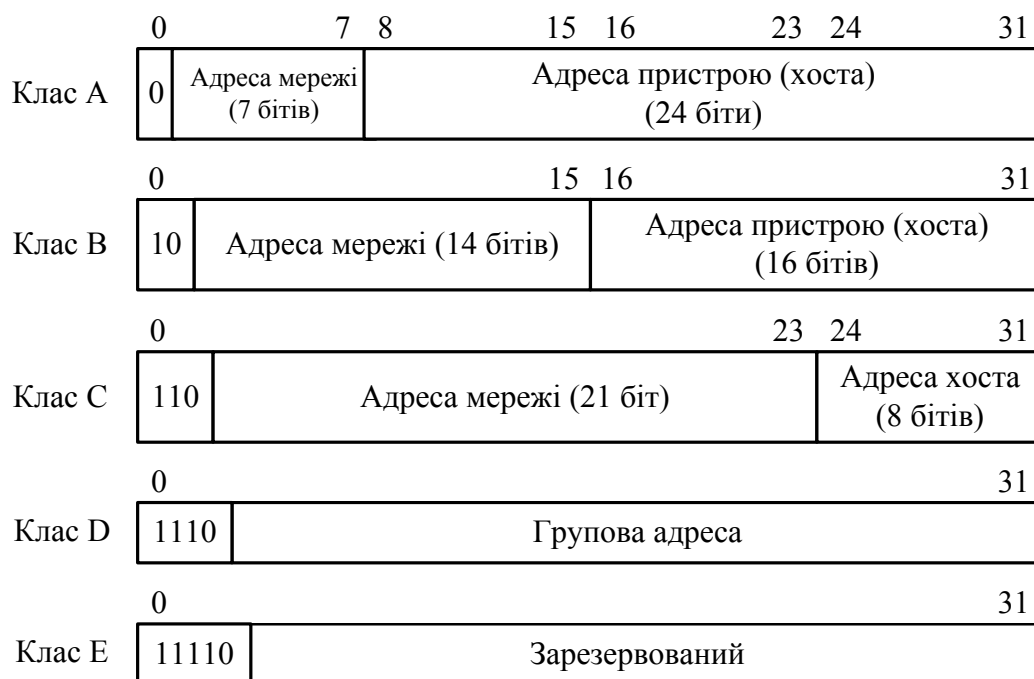 0 7 8 15 16 23 24 31
Клас A 0 Адреса мережі Адреса пристрою (хоста)
(7 бітів) (24 біти)
0 15 16 31
Клас B 10 Адреса мережі (14 бітів) Адреса пристрою (хоста)
(16 бітів)
0 23 24 31
Клас C 110 Адреса мережі (21 біт) Адреса хоста
(8 бітів)
0 31
Клас D 1110 Групова адреса
0 31
Клас E 11110 Зарезервований